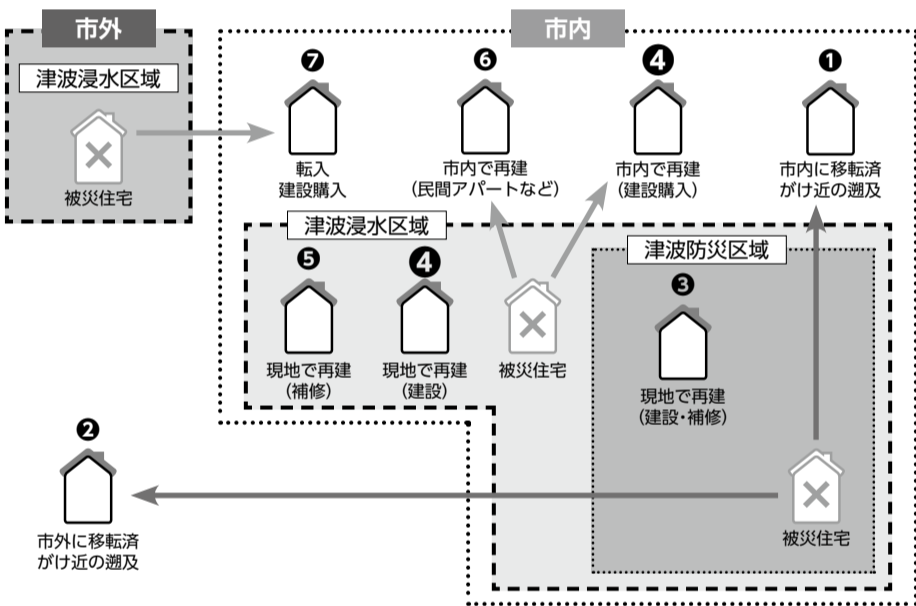 市外
市内
津波浸水区域
被災住宅
❼
転入
建設購入
❻
市内で再建
（民間アパートなど）
❹
市内で再建
（建設購入）
❶
市内に移転済
がけ近の遡及
津波浸水区域
❺
現地で再建
（補修）
❹
現地で再建
（建設）
被災住宅
津波防災区域
❸
現地で再建
（建設・補修）
被災住宅
❷
市外に移転済
がけ近の遡及